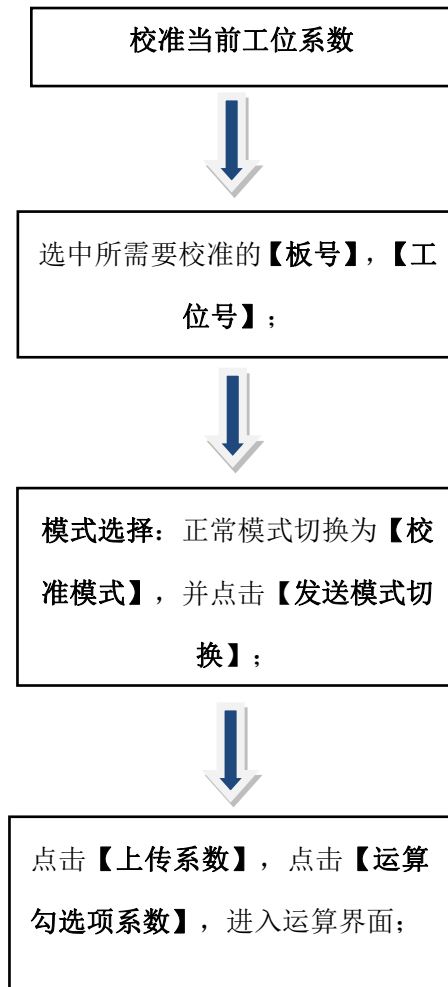 校准当前工位系数
选中所需要校准的【板号】，【工
位号】；
模式选择：正常模式切换为【校
准模式】，并点击【发送模式切
换】；
点击【上传系数】，点击【运算
勾选项系数】，进入运算界面；